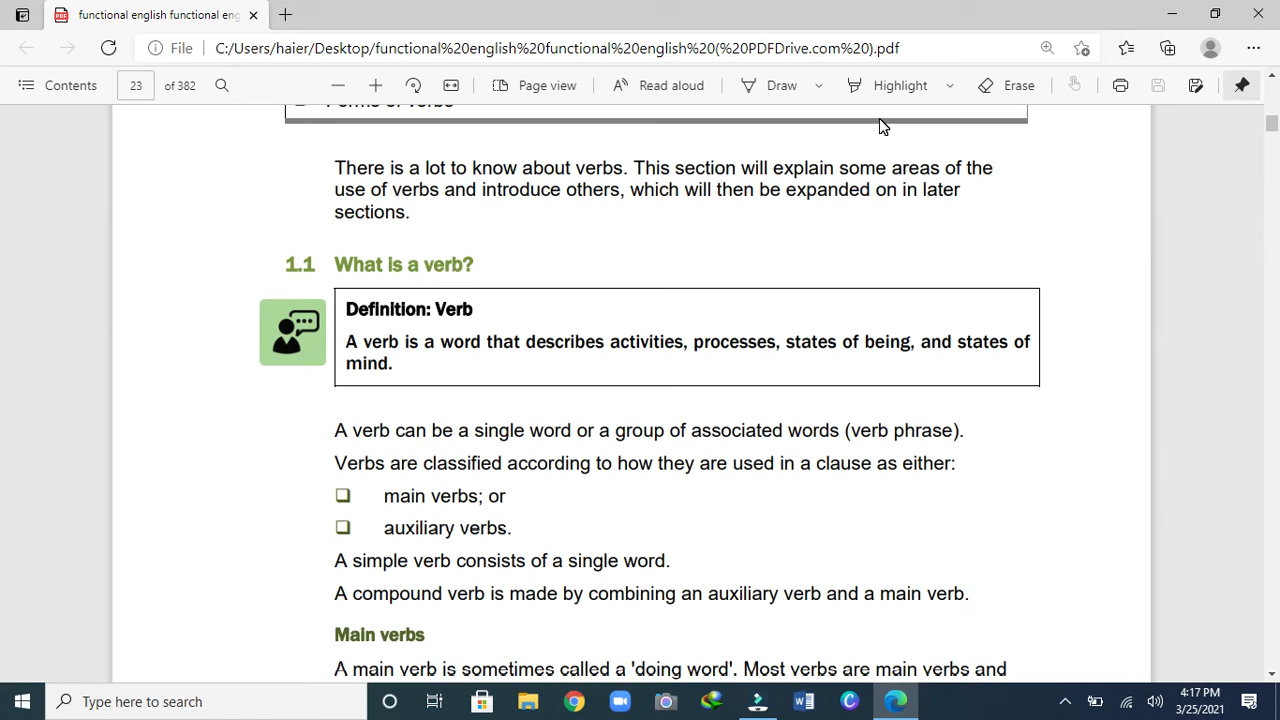 functional english functional eng
File
C:/Users/haier/Desktop/functional%20english%20functional%20english%20(%20PDFDrive.com%20).pdf
Contents
23
of 382
Page view
Read aloud
Draw
Highlight
Erase
Forms of verbs
There is a lot to know about verbs. This section will explain some areas of the
use of verbs and introduce others, which will then be expanded on in later
sections.
1.1 What is a verb?
Definition: Verb
A verb is a word that describes activities, processes, states of being, and states of
mind.
A verb can be a single word or a group of associated words (verb phrase).
Verbs are classified according to how they are used in a clause as either:
main verbs; or
auxiliary verbs.
A simple verb consists of a single word.
A compound verb is made by combining an auxiliary verb and a main verb.
Main verbs
A main verb is sometimes called a 'doing word'. Most verbs are main verbs and
Type here to search
4:17 PM
3/25/2021